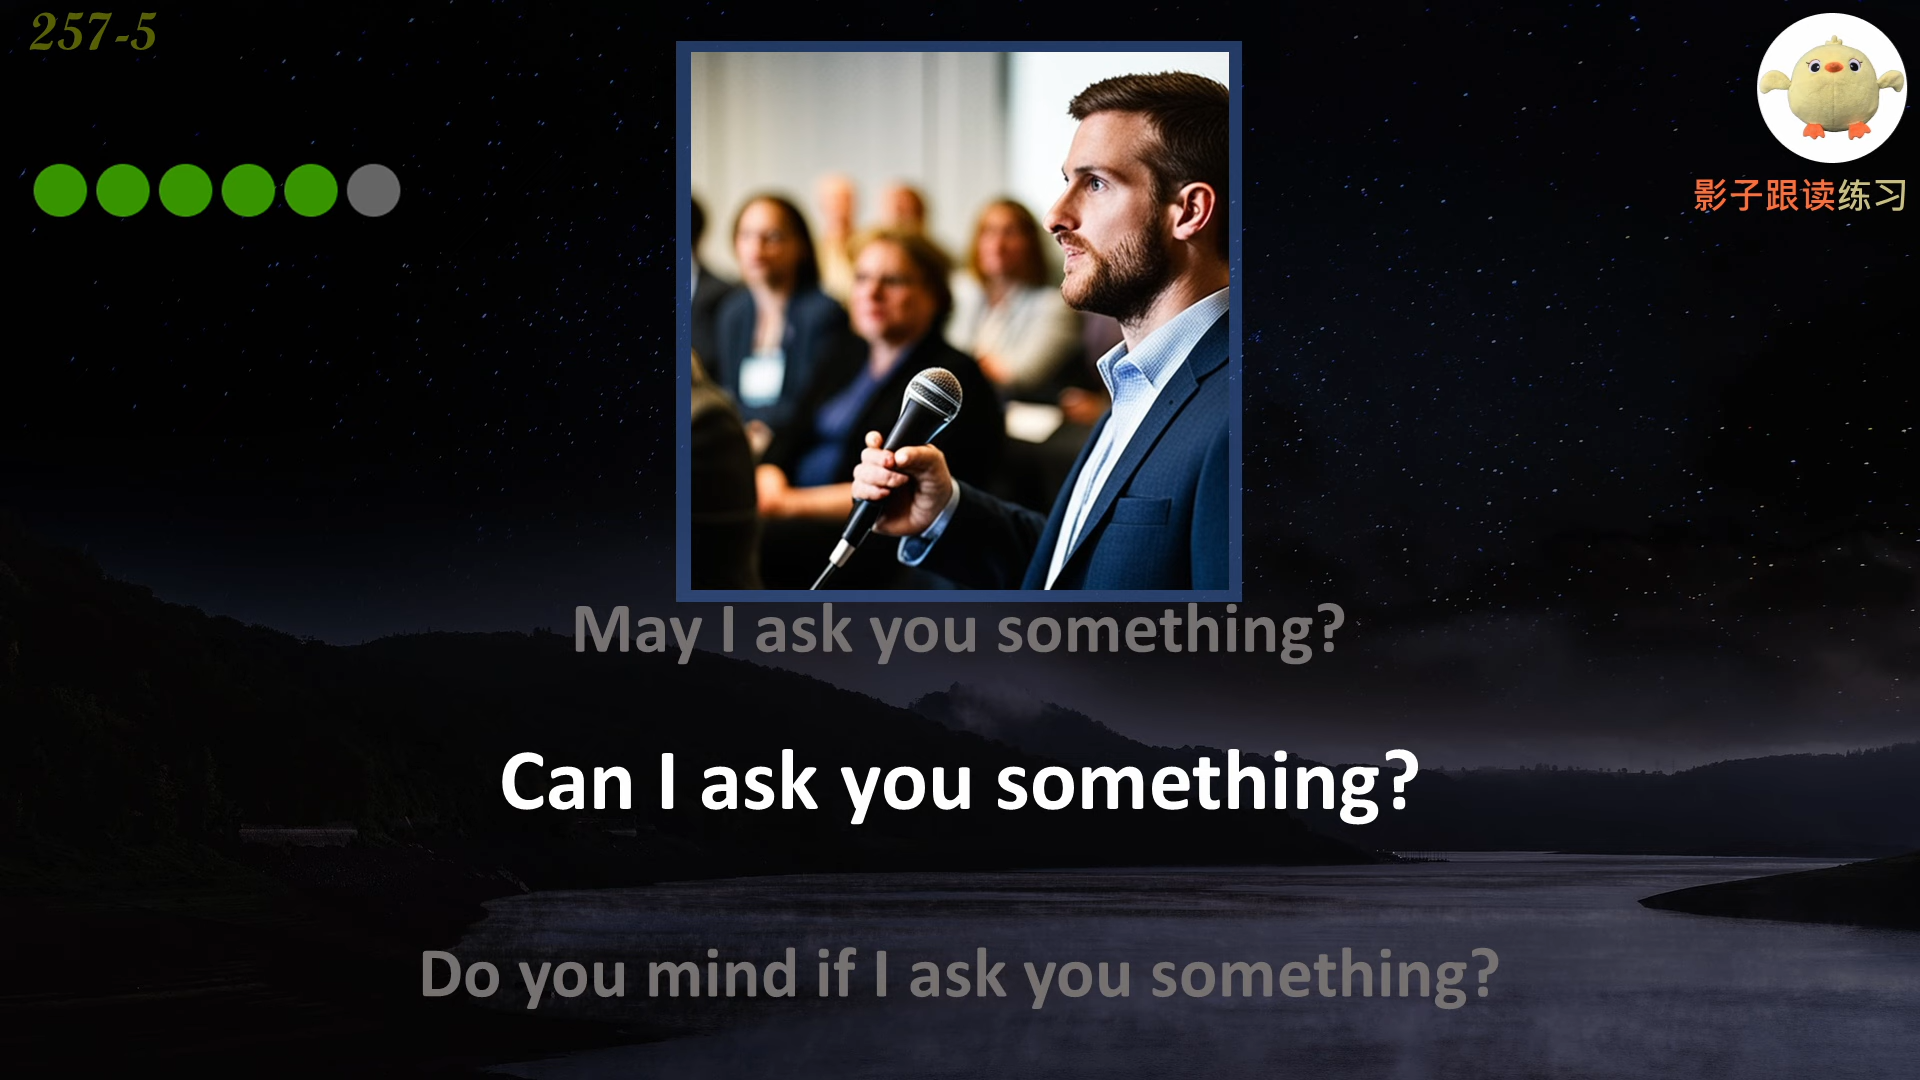 257-5
影子跟读练习
May I ask you something?
Can I ask you something?
Do you mind if I ask you something?